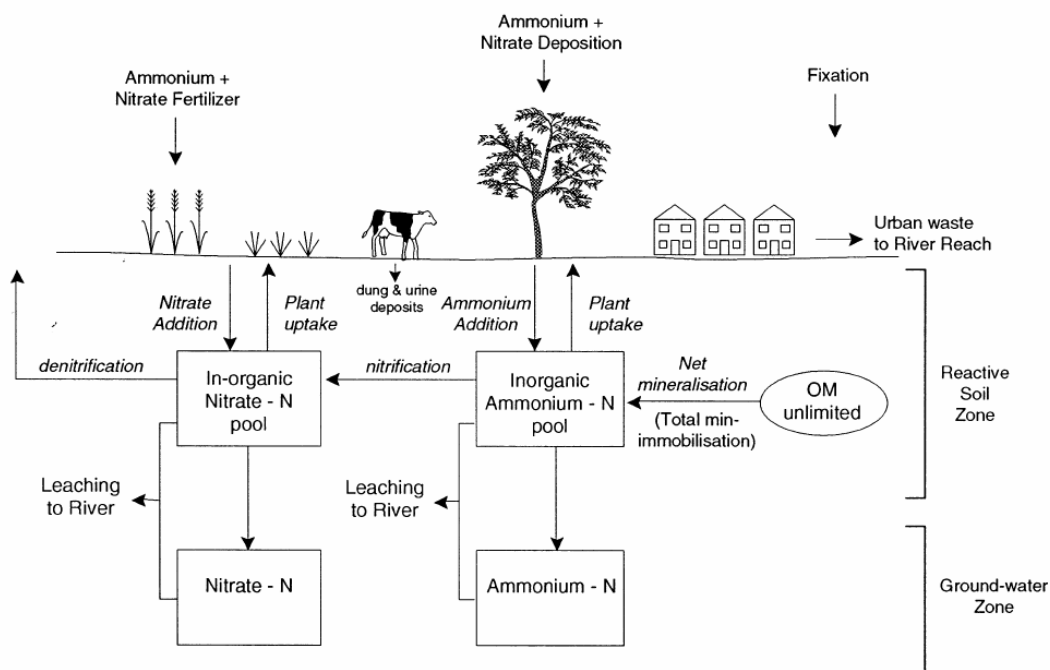 Ammonium +
Nitrate Deposition
Ammonium +
Nitrate Fertilizer
Fixation
Urban waste
to River Reach
dung & urine
deposits
Nitrate
Addition
Plant
uptake
Ammonium
Addition
Plant
uptake
denitrification
In-organic
Nitrate - N
pool
nitrification
Inorganic
Ammonium - N
pool
Net
mineralisation
(Total min-
immobilisation)
OM
unlimited
Reactive
Soil
Zone
Leaching
to River
Leaching
to River
Nitrate - N
Ammonium - N
Ground-water
Zone